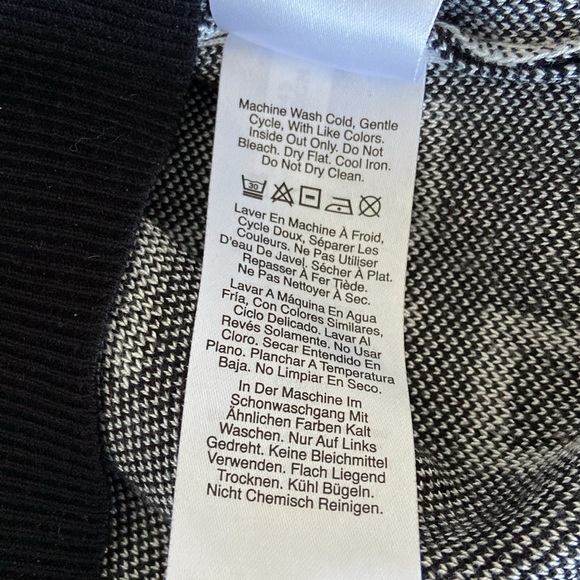 Machine Wash Cold, Gentle
Cycle, With Like Colors.
Inside Out Only. Do Not
Bleach. Dry Flat. Cool Iron.
Do Not Dry Clean.
30
Laver En Machine À Froid,
Cycle Doux, Séparer Les
Couleurs. Ne Pas Utiliser
D'eau De Javel. Sécher À Plat.
Repasser À Fer Tiède.
Ne Pas Nettoyer À Sec.
Lavar A Máquina En Agua
Fría, Con Colores Similares,
Ciclo Delicado. Lavar Al
Revés Solamente. No Usar
Cloro. Secar Entendido En
Plano. Planchar A Temperatura
Baja. No Limpiar En Seco.
In Der Maschine Im
Schonwaschgang Mit
Ähnlichen Farben Kalt
Waschen. Nur Auf Links
Gedreht. Keine Bleichmittel
Verwenden. Flach Liegend
Trocknen. Kühl Bügeln.
Nicht Chemisch Reinigen.